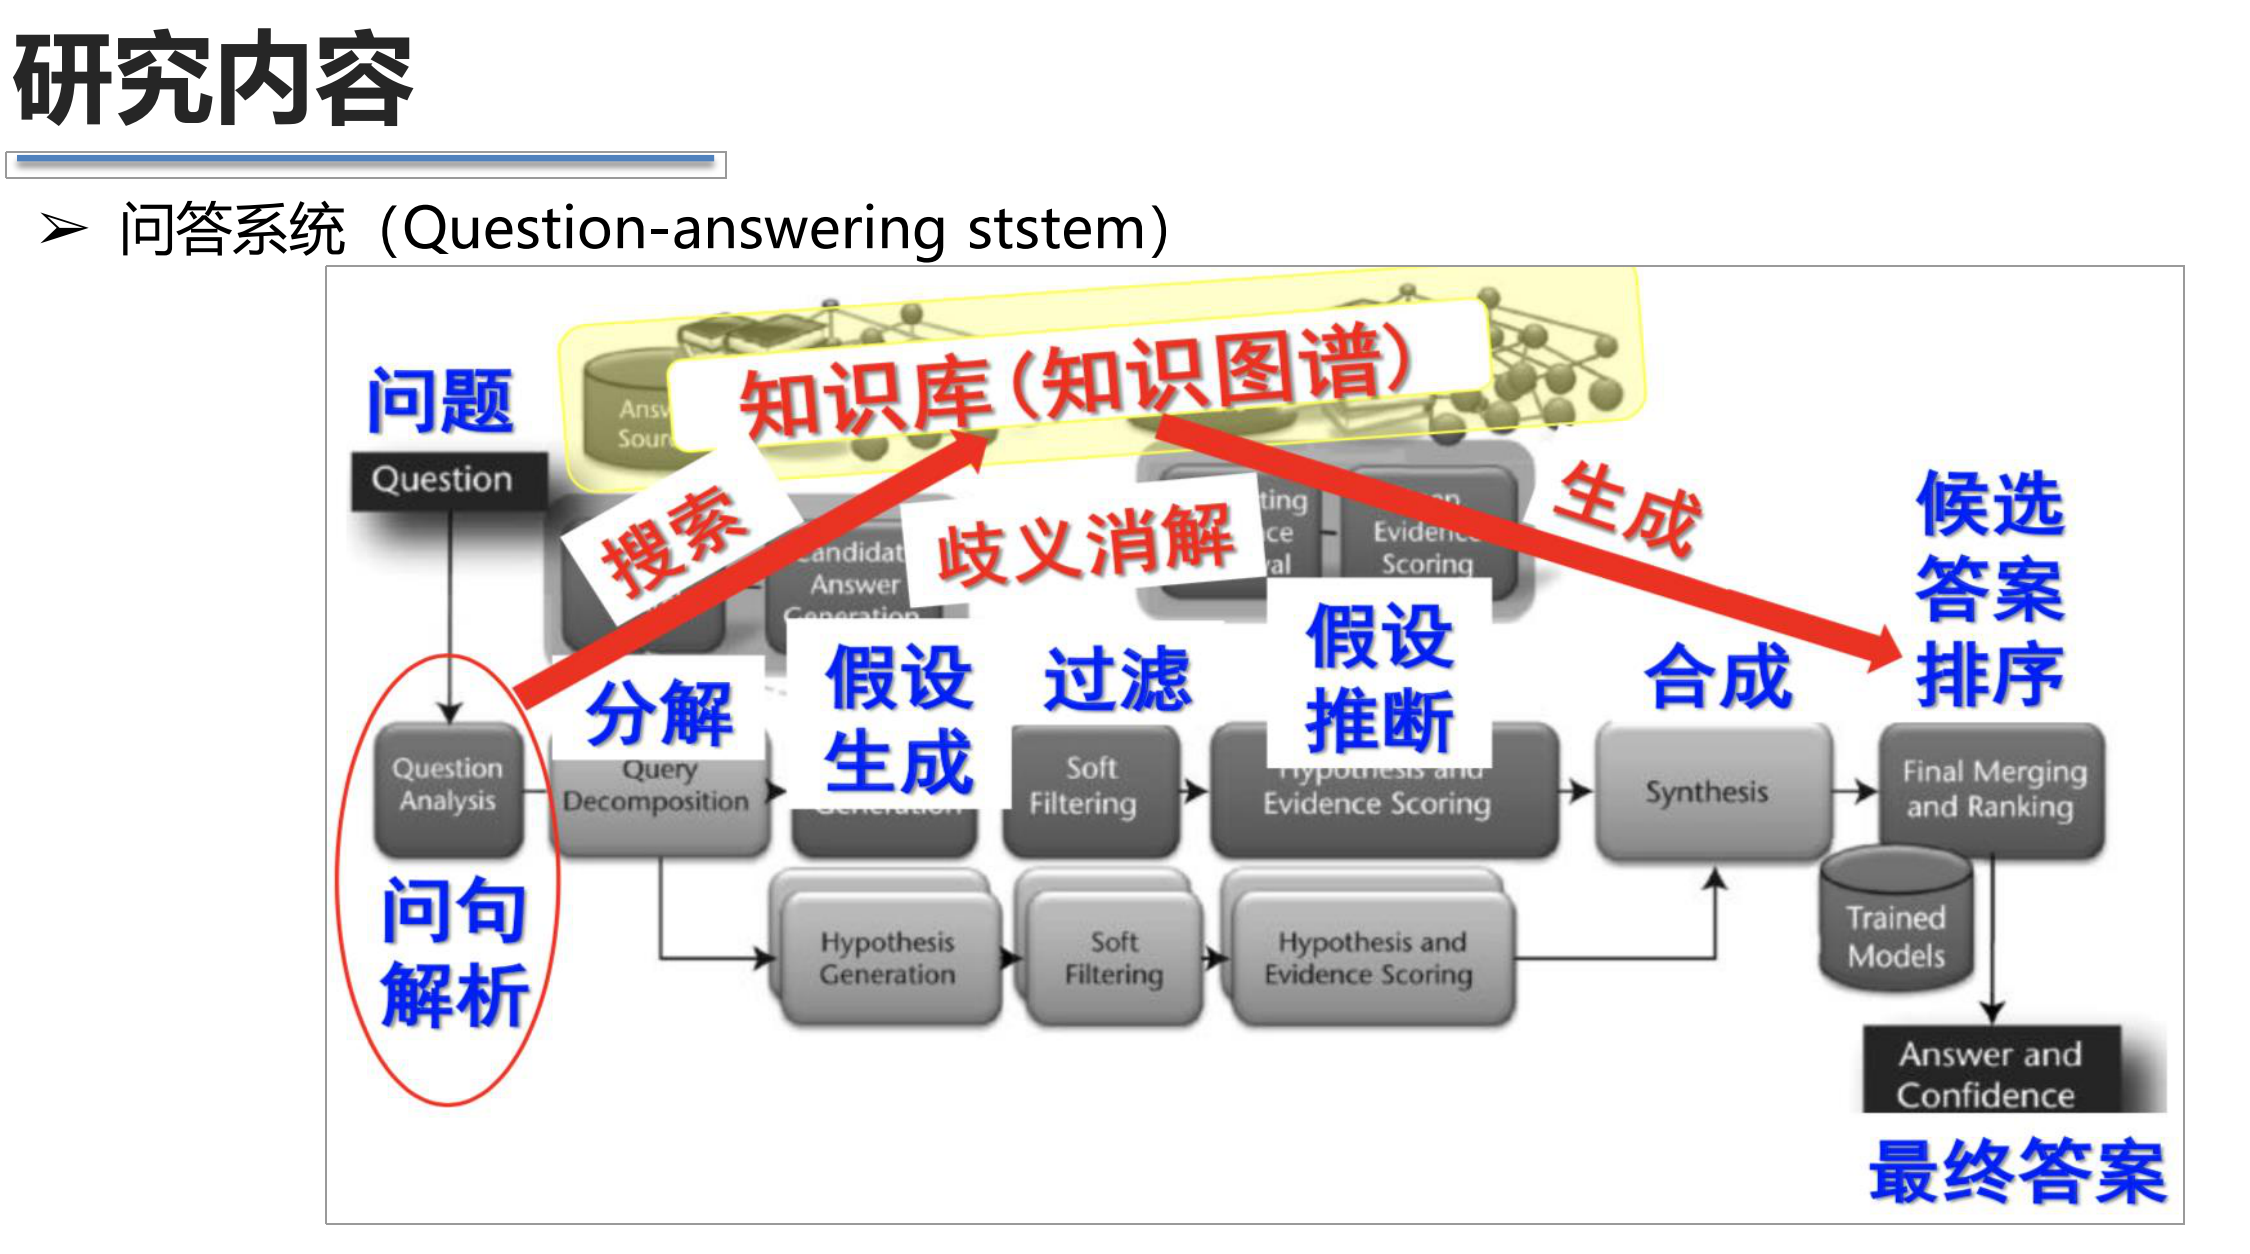 研究内容
➢ 问答系统（Question-answering ststem）
知识库(知识图谱)
问题
Question
搜索
歧义消解
生成
候选
答案
排序
Candidat
Answer
Evidence
Scoring
分解
假设
生成
过滤
假设
推断
合成
Question
Analysis
Query
Decomposition
Soft
Filtering
Hypothesis and
Evidence Scoring
Synthesis
Final Merging
and Ranking
问句
解析
Hypothesis
Generation
Soft
Filtering
Hypothesis and
Evidence Scoring
Trained
Models
Answer and
Confidence
最终答案